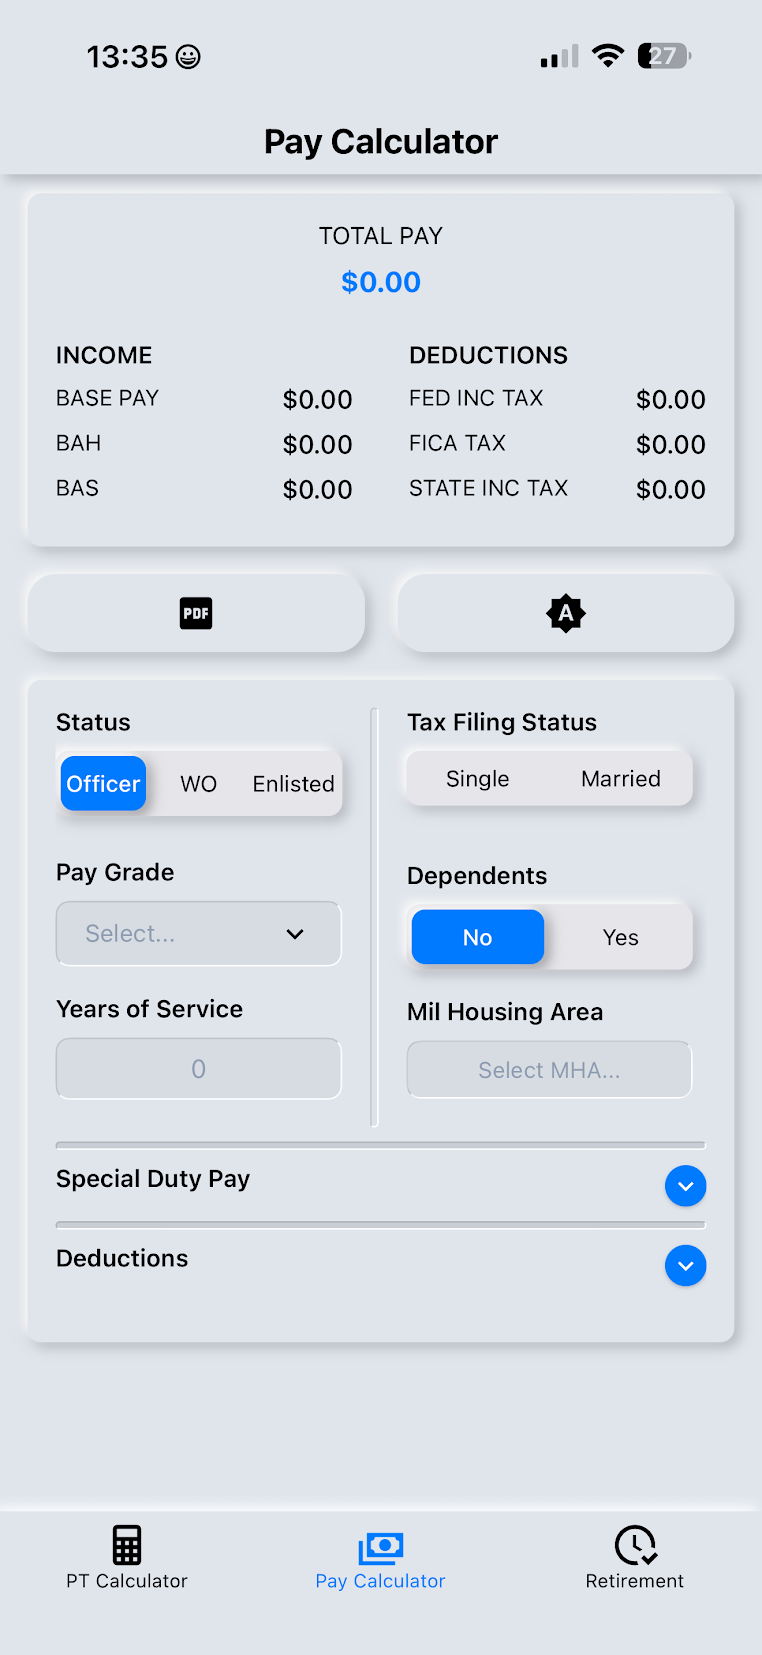 13:35
27
Pay Calculator
TOTAL PAY
$0.00
INCOME
BASE PAY $0.00
BAH $0.00
BAS $0.00
DEDUCTIONS
FED INC TAX $0.00
FICA TAX $0.00
STATE INC TAX $0.00
PDF
A
Status
Officer WO Enlisted
Pay Grade
Select...
Years of Service
0
Tax Filing Status
Single Married
Dependents
No Yes
Mil Housing Area
Select MHA...
Special Duty Pay
Deductions
PT Calculator
Pay Calculator
Retirement